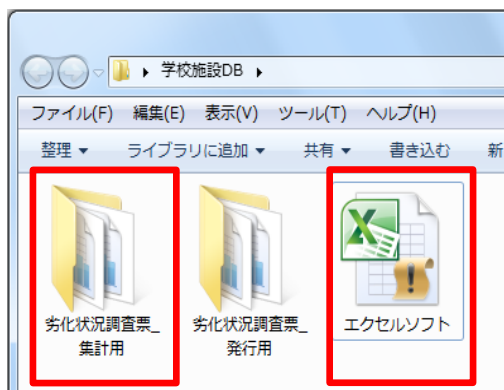 学校施設DB
ファイル(F) 編集(E) 表示(V) ツール(T) ヘルプ(H)
整理 ライブラリに追加 共有 書き込む 新
劣化状況調査票_
集計用
劣化状況調査票_
発行用
エクセルソフト